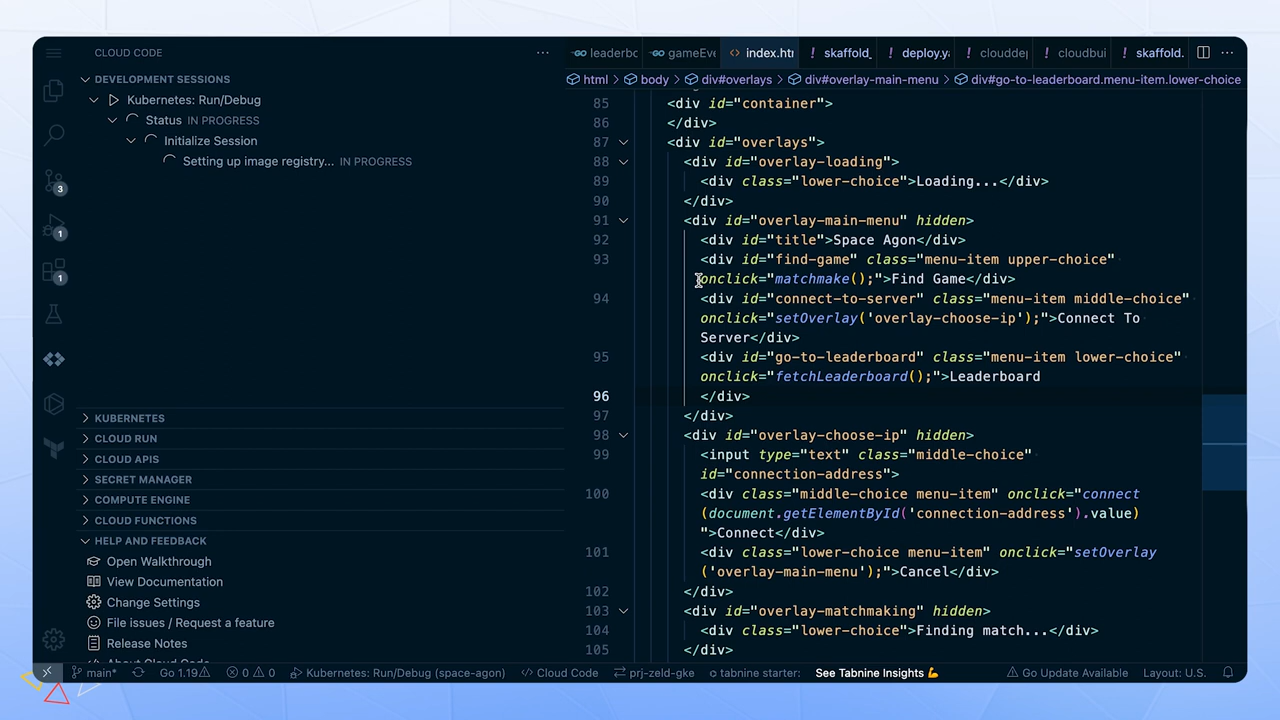 CLOUD CODE
DEVELOPMENT SESSIONS
Kubernetes: Run/Debug
Status IN PROGRESS
Initialize Session
Setting up image registry... IN PROGRESS
KUBERNETES
CLOUD RUN
CLOUD APIS
SECRET MANAGER
COMPUTE ENGINE
CLOUD FUNCTIONS
HELP AND FEEDBACK
Open Walkthrough
View Documentation
Change Settings
File issues / Request a feature
Release Notes
About Cloud Code
3
1
1
leaderbc gameEve index.htm skaffold. deploy.ya clouddep cloudbui skaffold.
html > body > div#overlays > div#overlay-main-menu > div#go-to-leaderboard.menu-item.lower-choice
85 <div id="container">
86 </div>
87 <div id="overlays">
88 <div id="overlay-loading">
89 <div class="lower-choice">Loading...</div>
90 </div>
91 <div id="overlay-main-menu" hidden>
92 <div id="title">Space Agon</div>
93 <div id="find-game" class="menu-item upper-choice"
onclick="matchmake();">Find Game</div>
94 <div id="connect-to-server" class="menu-item middle-choice"
onclick="setOverlay('overlay-choose-ip');">Connect To
Server</div>
95 <div id="go-to-leaderboard" class="menu-item lower-choice"
onclick="fetchLeaderboard();">Leaderboard
96 </div>
97 </div>
98 <div id="overlay-choose-ip" hidden>
99 <input type="text" class="middle-choice"
id="connection-address">
100 <div class="middle-choice menu-item" onclick="connect
(document.getElementById('connection-address').value)
">Connect</div>
101 <div class="lower-choice menu-item" onclick="setOverlay
('overlay-main-menu');">Cancel</div>
102 </div>
103 <div id="overlay-matchmaking" hidden>
104 <div class="lower-choice">Finding match...</div>
105 </div>
main* Go 1.19 0 0 Kubernetes: Run/Debug (space-agon) Cloud Code prj-zeld-gke tabnine starter: See Tabnine Insights 💪 Go Update Available Layout: U.S.